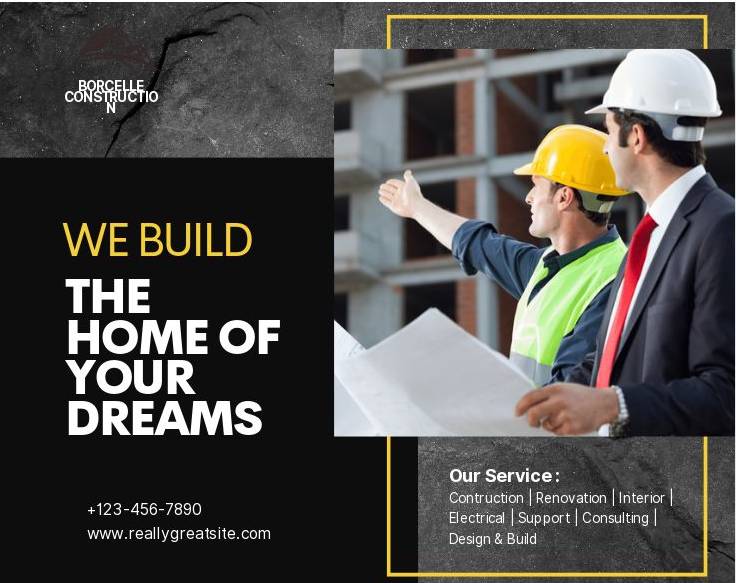 BORCELLE
CONSTRUCTIO
N
WE BUILD
THE
HOME OF
YOUR
DREAMS
+123-456-7890
www.reallygreatsite.com
Our Service :
Contruction | Renovation | Interior |
Electrical | Support | Consulting |
Design & Build